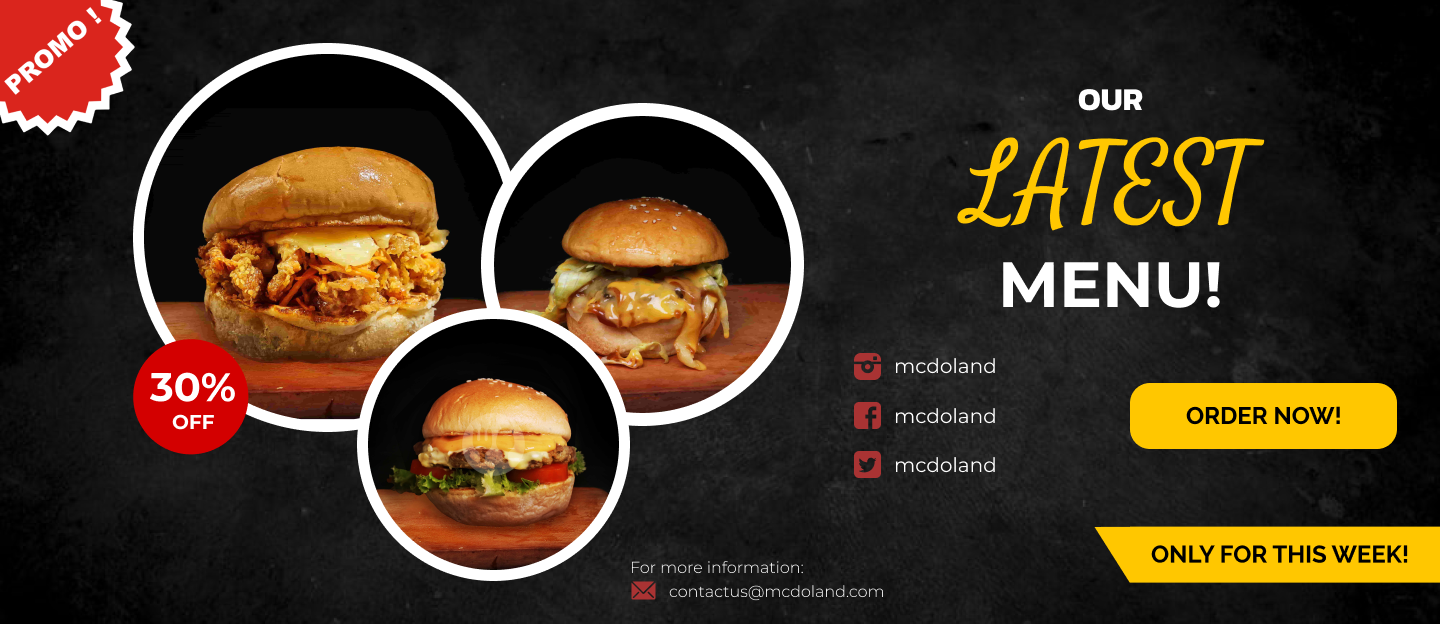 PROMO !
OUR
LATEST
MENU!
30%
OFF
mcdoland
mcdoland
mcdoland
ORDER NOW!
ONLY FOR THIS WEEK!
For more information:
contactus@mcdoland.com